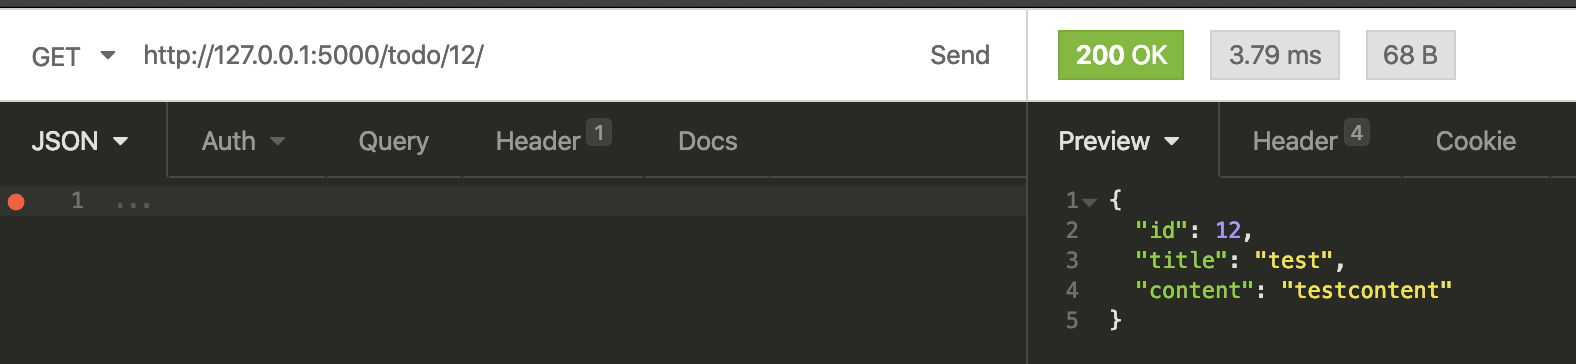 GET http://127.0.0.1:5000/todo/12/ Send 200 OK 3.79 ms 68 B
JSON Auth Query Header 1 Docs Preview Header 4 Cookie
1 ...
1 {
2 "id": 12,
3 "title": "test",
4 "content": "testcontent"
5 }